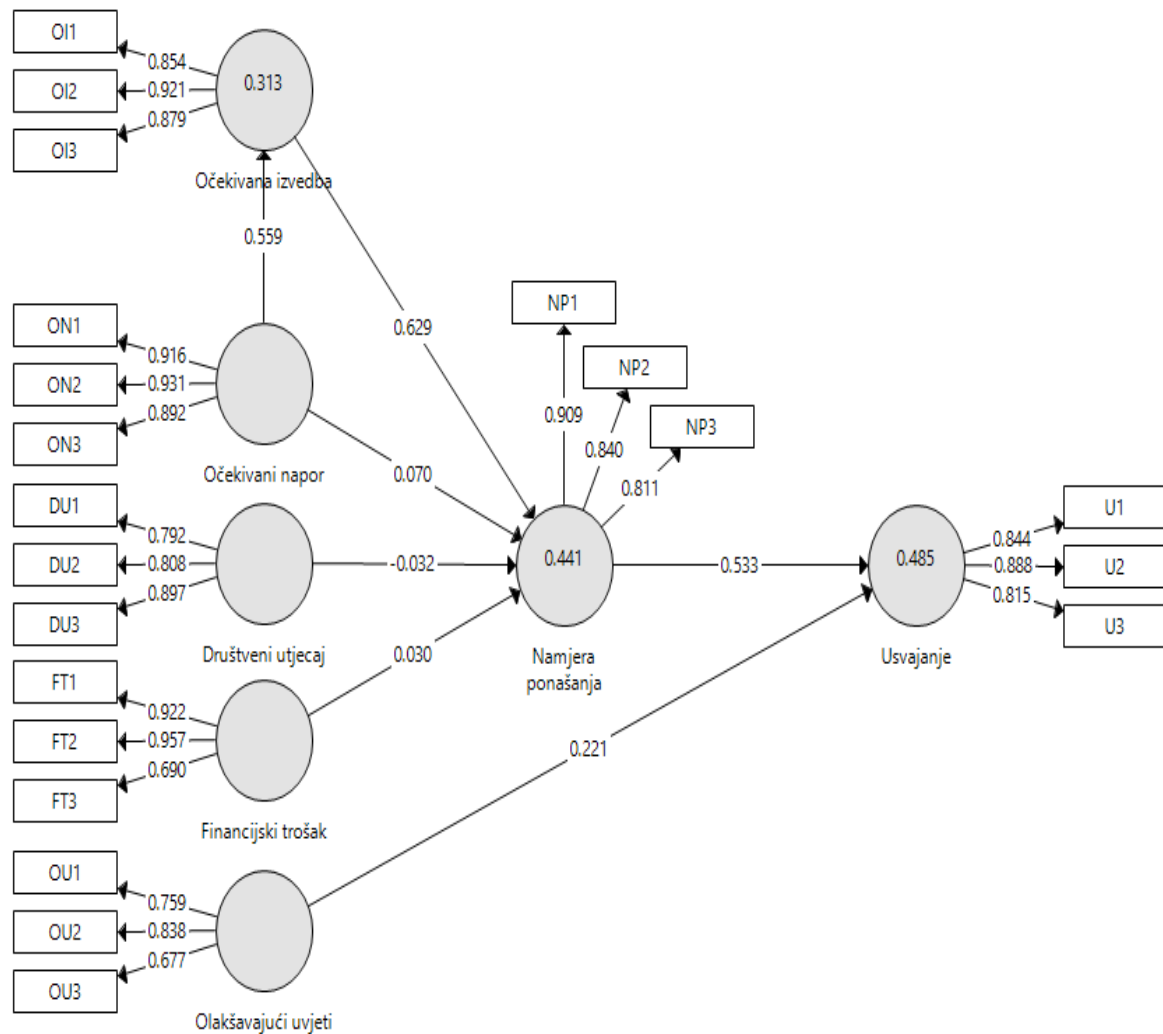 OI1
0.854
OI2
0.921
OI3
0.879
0.313
Očekivana izvedba
0.559
0.629
ON1
0.916
ON2
0.931
ON3
0.892
Očekivani napor
0.070
NP1
0.909
NP2
0.840
NP3
0.811
DU1
0.792
DU2
0.808
DU3
0.897
Društveni utjecaj
-0.032
0.441
Namjera
ponašanja
0.533
0.485
Usvajanje
U1
0.844
U2
0.888
U3
0.815
FT1
0.922
FT2
0.957
FT3
0.690
Financijski trošak
0.030
0.221
OU1
0.759
OU2
0.838
OU3
0.677
Olakšavajući uvjeti